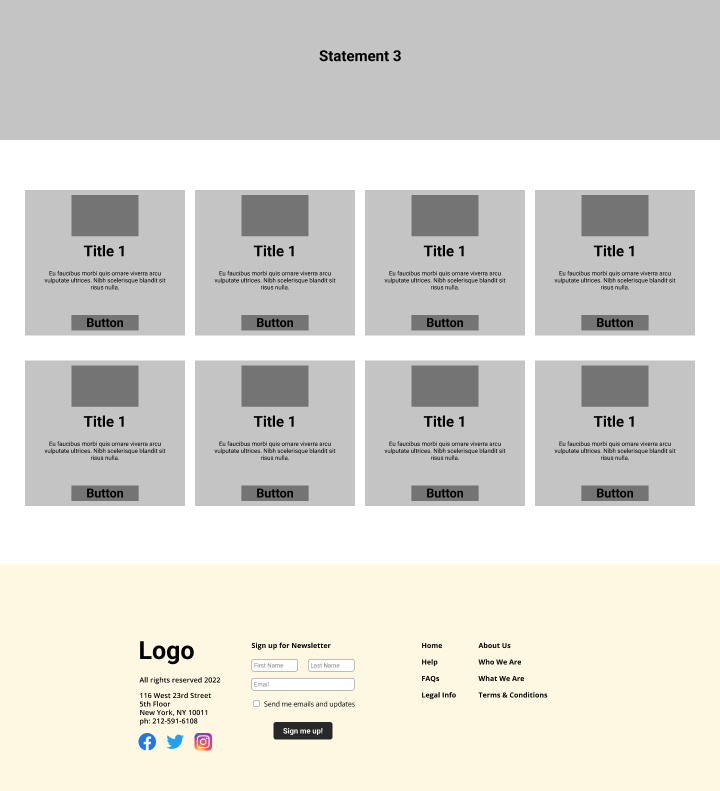 Statement 3
Title 1
Eu faucibus morbi quis ornare viverra arcu
vulputate ultrices. Nibh scelerisque blandit sit
risus nulla.
Button
Title 1
Eu faucibus morbi quis ornare viverra arcu
vulputate ultrices. Nibh scelerisque blandit sit
risus nulla.
Button
Title 1
Eu faucibus morbi quis ornare viverra arcu
vulputate ultrices. Nibh scelerisque blandit sit
risus nulla.
Button
Title 1
Eu faucibus morbi quis ornare viverra arcu
vulputate ultrices. Nibh scelerisque blandit sit
risus nulla.
Button
Title 1
Eu faucibus morbi quis ornare viverra arcu
vulputate ultrices. Nibh scelerisque blandit sit
risus nulla.
Button
Title 1
Eu faucibus morbi quis ornare viverra arcu
vulputate ultrices. Nibh scelerisque blandit sit
risus nulla.
Button
Title 1
Eu faucibus morbi quis ornare viverra arcu
vulputate ultrices. Nibh scelerisque blandit sit
risus nulla.
Button
Title 1
Eu faucibus morbi quis ornare viverra arcu
vulputate ultrices. Nibh scelerisque blandit sit
risus nulla.
Button
Logo
All rights reserved 2022
116 West 23rd Street
5th Floor
New York, NY 10011
ph: 212-591-6108
Sign up for Newsletter
First Name
Last Name
Email
Send me emails and updates
Sign me up!
Home
Help
FAQs
Legal Info
About Us
Who We Are
What We Are
Terms & Conditions